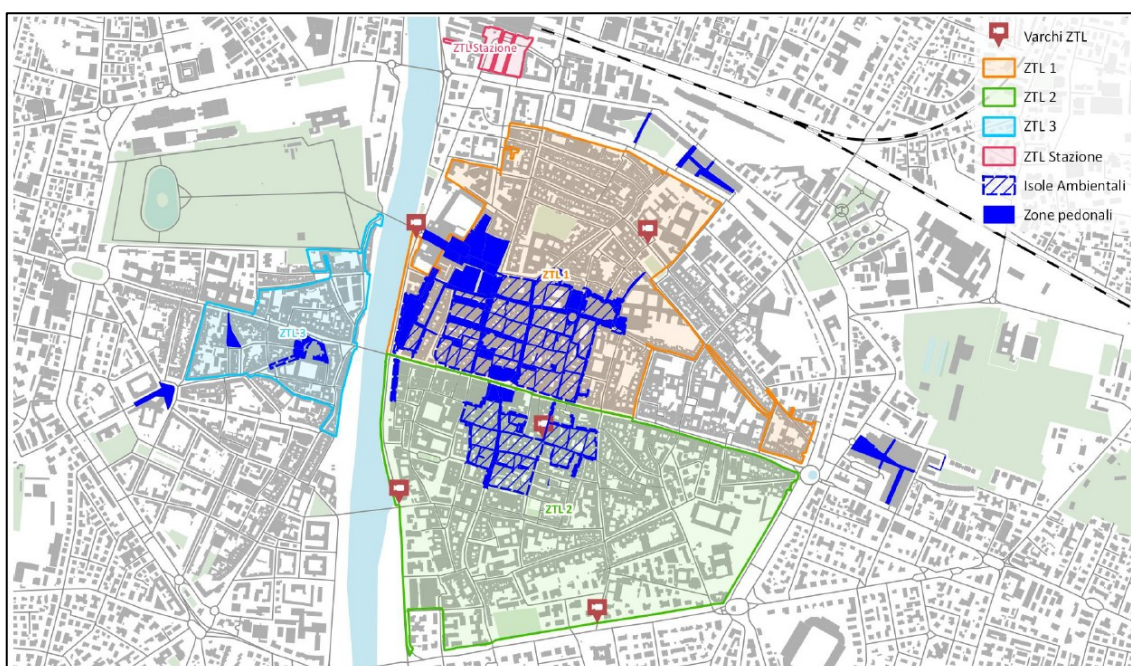 ZTL Stazione
Varchi ZTL
ZTL 1
ZTL 2
ZTL 3
ZTL Stazione
Isole Ambientali
Zone pedonali
ZTL 1
ZTL 3
ZTL 2